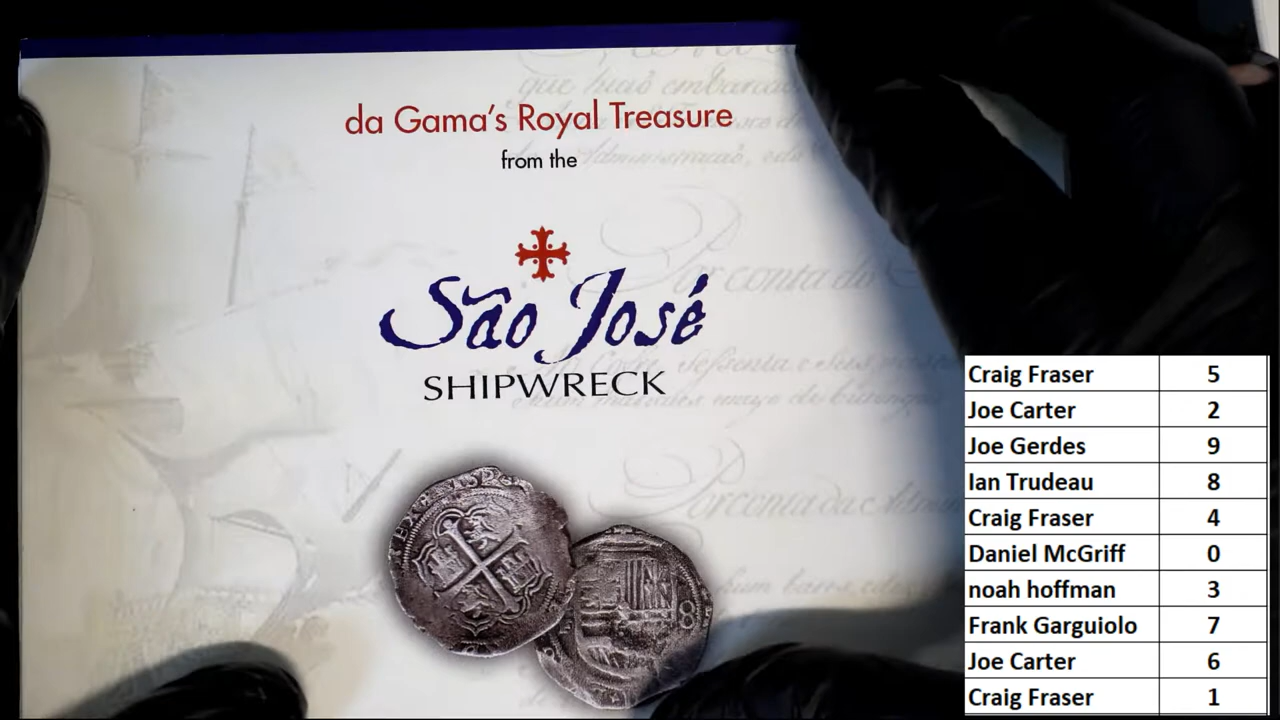 da Gama's Royal Treasure
from the
São José
SHIPWRECK
8
Craig Fraser 5
Joe Carter 2
Joe Gerdes 9
Ian Trudeau 8
Craig Fraser 4
Daniel McGriff 0
noah hoffman 3
Frank Garguiolo 7
Joe Carter 6
Craig Fraser 1